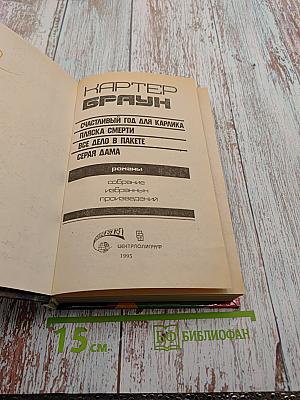 КАРТЕР
БРАУН
СЧАСТЛИВЫЙ ГОД ДЛЯ КАРЛИКА
ПЛЯСКА СМЕРТИ
ВСЕ ДЕЛО В ПАКЕТЕ
СЕРАЯ ДАМА
романы
собрание
избранных
произведений
ЦЕНТРПОЛИГРАФ
1995
15 см.
БФ БИБЛИОФАН